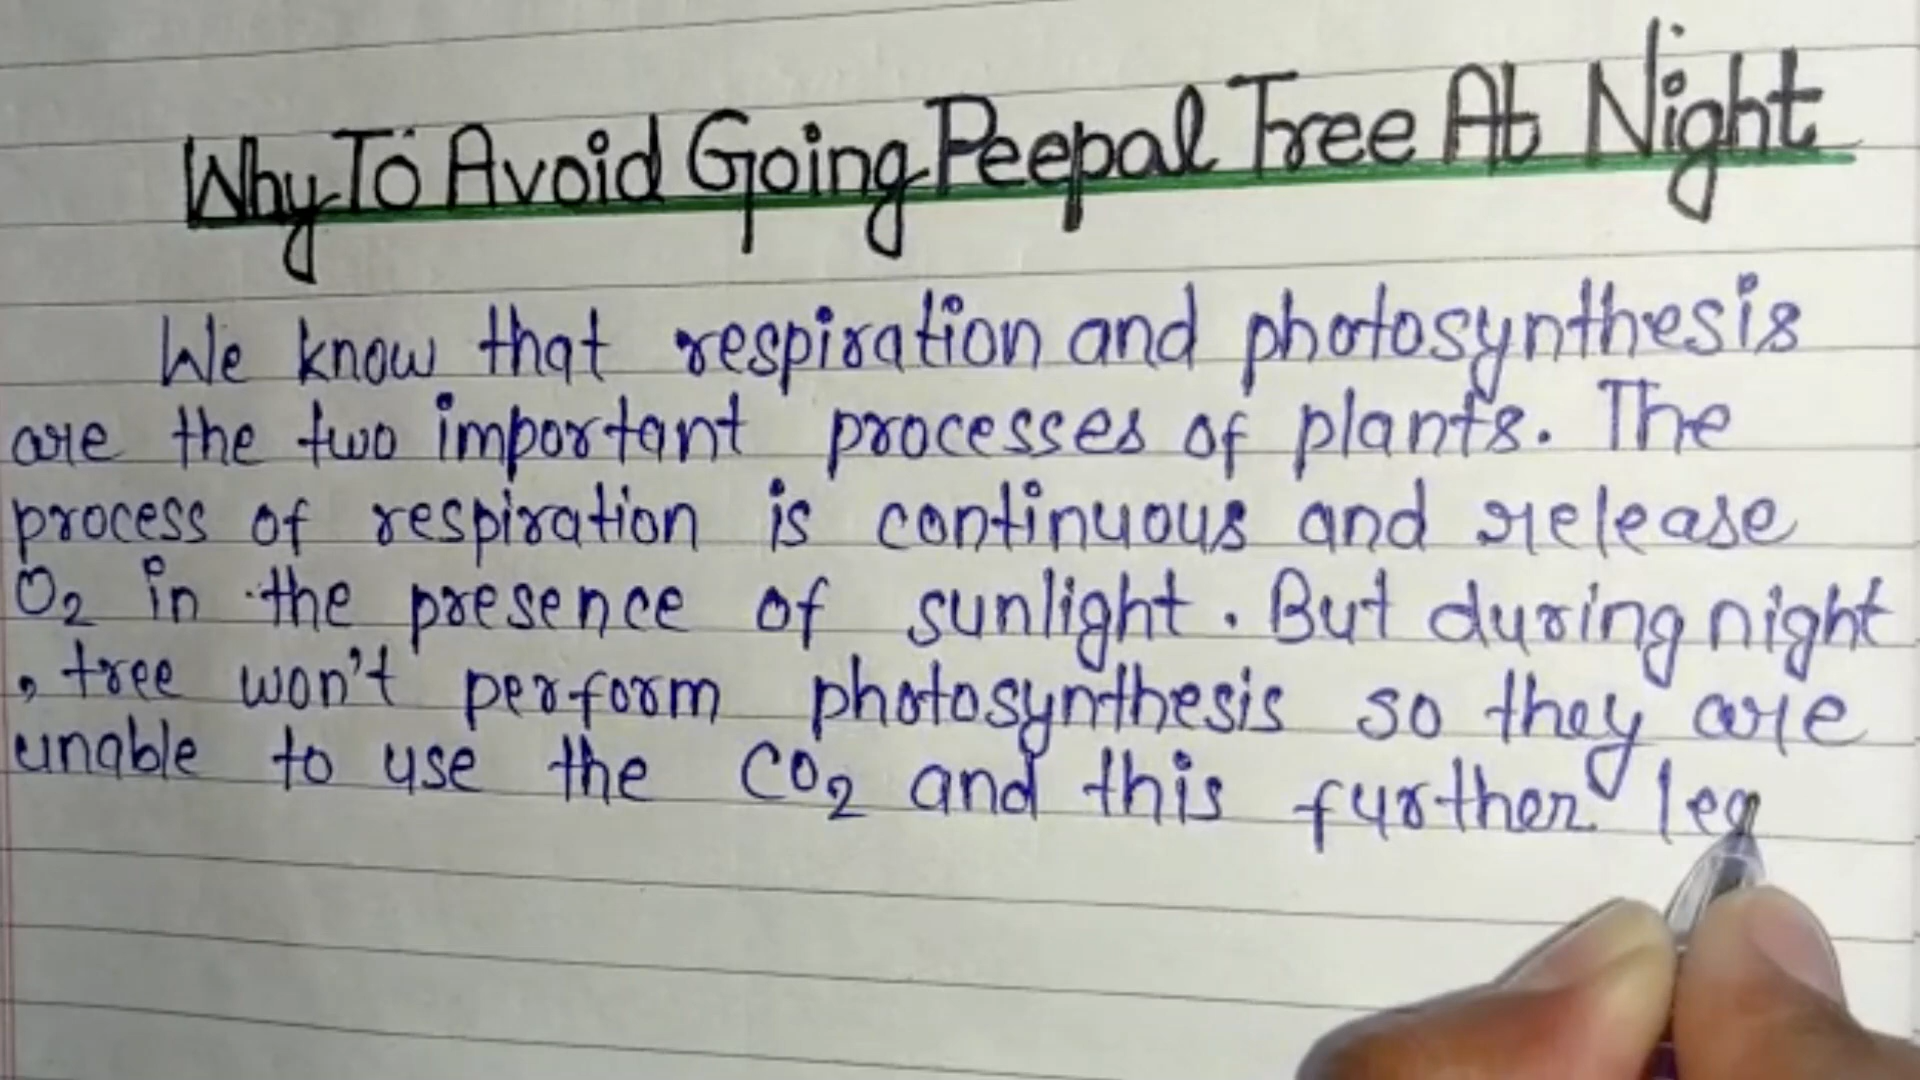 Why To Avoid Going Peepal Tree At Night
We know that respiration and photosynthesis
are the two important processes of plants. The
process of respiration is continuous and release
O2 in the presence of sunlight. But during night
, tree won't perform photosynthesis so they are
unable to use the CO2 and this further lea